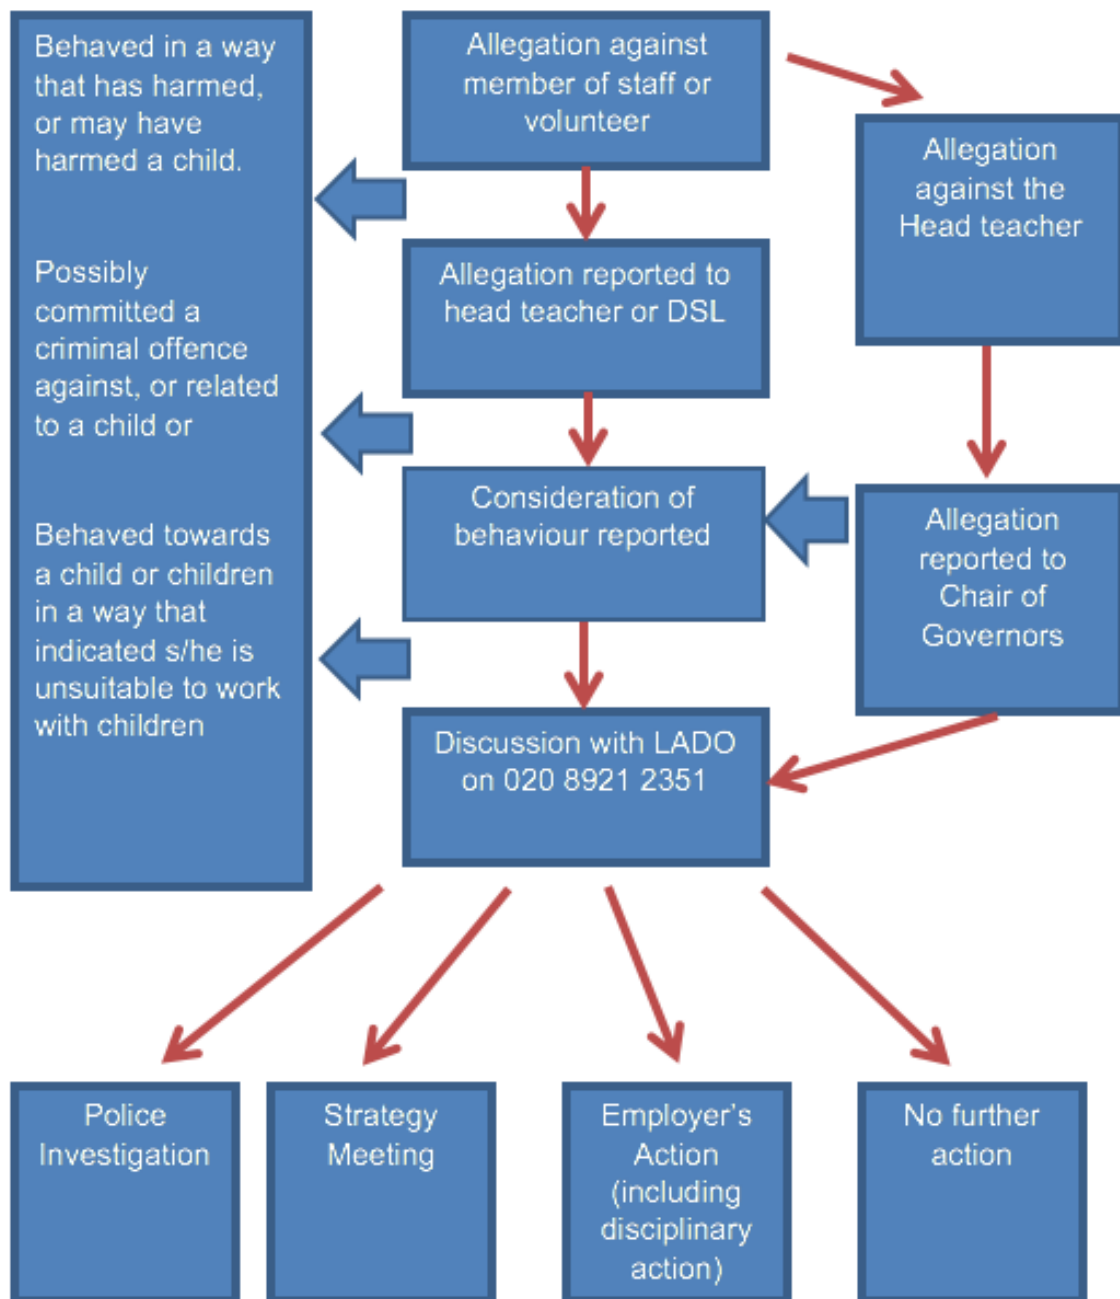 Behaved in a way
that has harmed,
or may have
harmed a child.
Possibly
committed a
criminal offence
against, or related
to a child or
Behaved towards
a child or children
in a way that
indicated s/he is
unsuitable to work
with children
Allegation against
member of staff or
volunteer
Allegation
against the
Head teacher
Allegation reported to
head teacher or DSL
Consideration of
behaviour reported
Allegation
reported to
Chair of
Governors
Discussion with LADO
on 020 8921 2351
Police
Investigation
Strategy
Meeting
Employer’s
Action
(including
disciplinary
action)
No further
action